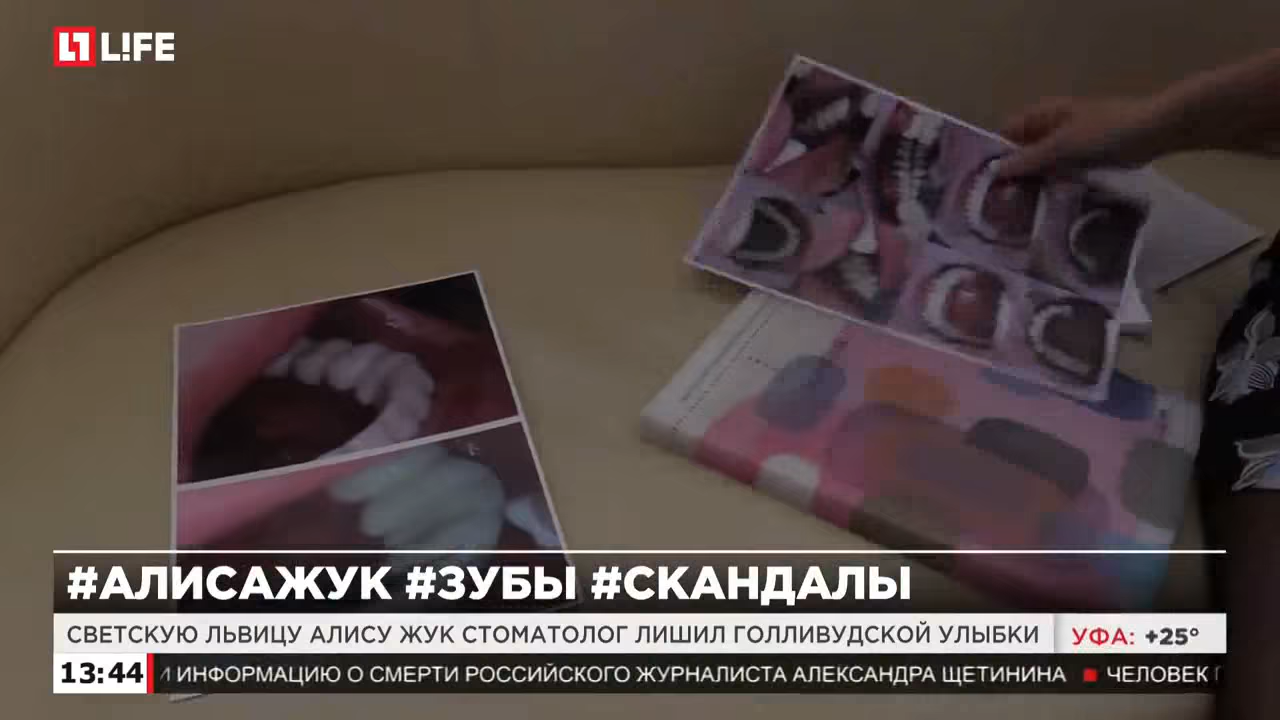 L!FE
#АЛИСАЖУК #ЗУБЫ #СКАНДАЛЫ
СВЕТСКУЮ ЛЬВИЦУ АЛИСУ ЖУК СТОМАТОЛОГ ЛИШИЛ ГОЛЛИВУДСКОЙ УЛЫБКИ
УФА: +25°
13:44
И ИНФОРМАЦИЮ О СМЕРТИ РОССИЙСКОГО ЖУРНАЛИСТА АЛЕКСАНДРА ЩЕТИНИНА ЧЕЛОВЕК